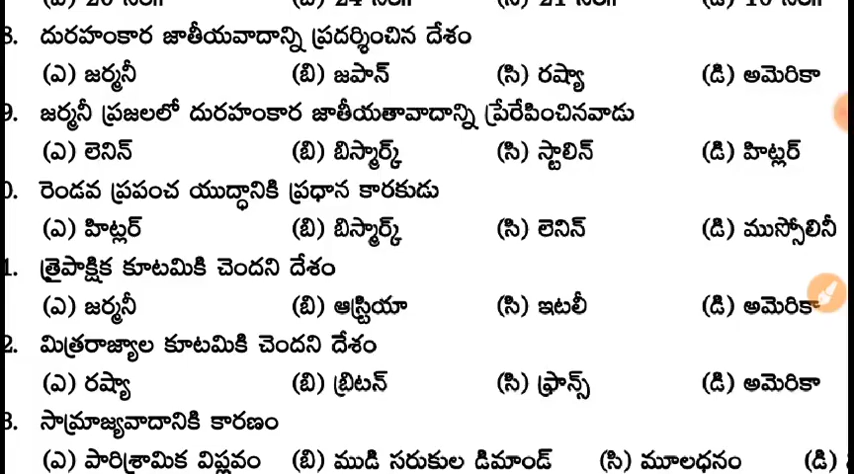 8. దురహంకార జాతీయవాదాన్ని ప్రదర్శించిన దేశం
(ఎ) జర్మనీ (బి) జపాన్ (సి) రష్యా (డి) అమెరికా
9. జర్మనీ ప్రజలలో దురహంకార జాతీయతావాదాన్ని ప్రేరేపించినవాడు
(ఎ) లెనిన్ (బి) బిస్మార్క్ (సి) స్టాలిన్ (డి) హిట్లర్
0. రెండవ ప్రపంచ యుద్ధానికి ప్రధాన కారకుడు
(ఎ) హిట్లర్ (బి) బిస్మార్క్ (సి) లెనిన్ (డి) ముస్సోలినీ
1. త్రైపాక్షిక కూటమికి చెందని దేశం
(ఎ) జర్మనీ (బి) ఆస్ట్రియా (సి) ఇటలీ (డి) అమెరికా
2. మిత్రరాజ్యాల కూటమికి చెందని దేశం
(ఎ) రష్యా (బి) బ్రిటన్ (సి) ఫ్రాన్స్ (డి) అమెరికా
3. సామ్రాజ్యవాదానికి కారణం
(ఎ) పారిశ్రామిక విప్లవం (బి) ముడి సరుకుల డిమాండ్ (సి) మూలధనం (డి)